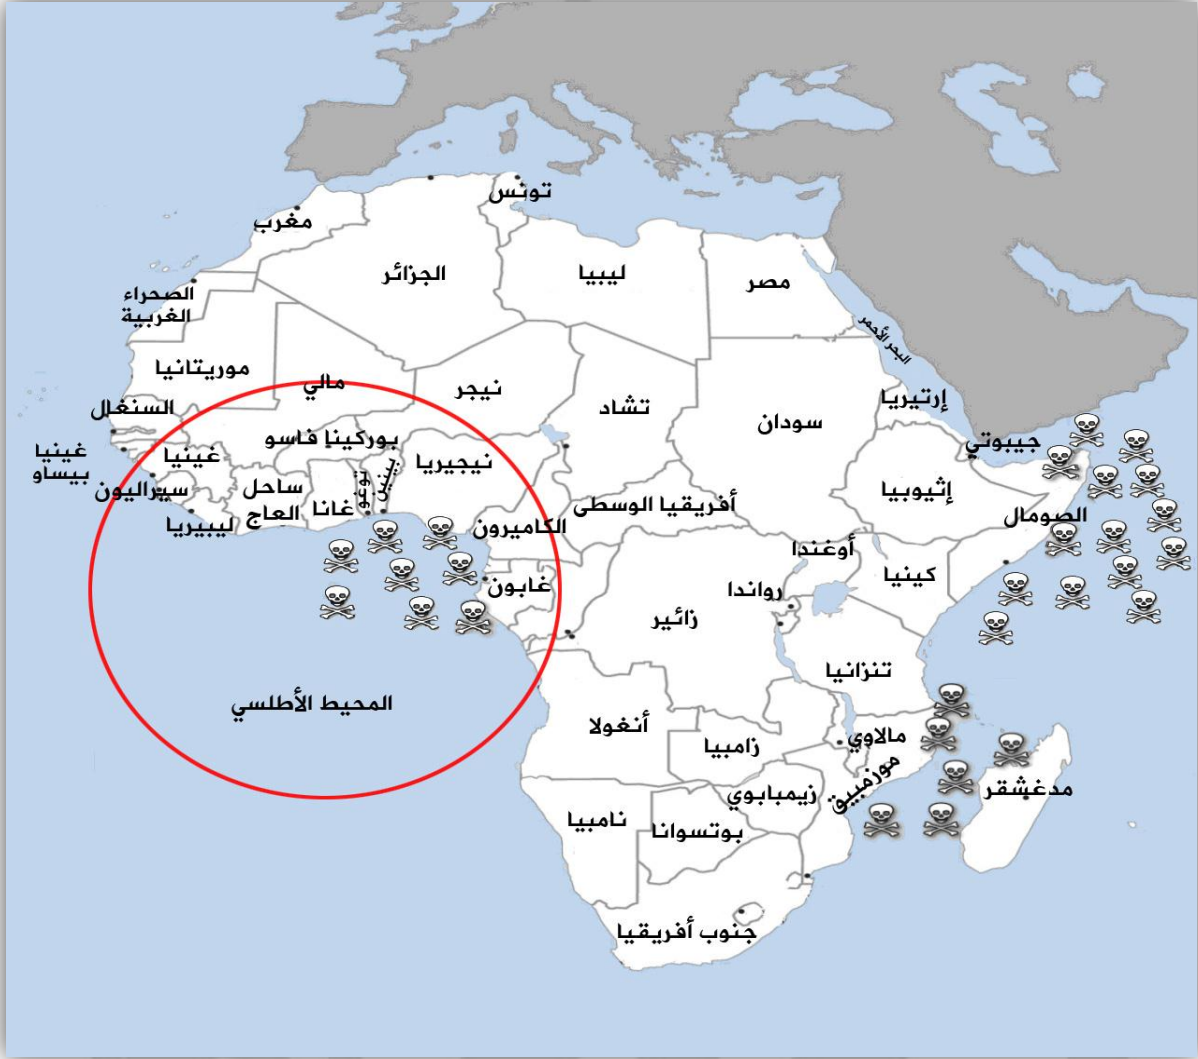 تونس
مغرب
الجزائر
ليبيا
مصر
الصحراء
الغربية
البحر الأحمر
موريتانيا
مالي
نيجر
تشاد
سودان
إرتيريا
السنغال
جيبوتي
بوركينا فاسو
غينيا
بيساو
غينيا
نيجيريا
بينين
توغو
إثيوبيا
سيراليون
ساحل
العاج
غانا
أفريقيا الوسطى
الصومال
ليبيريا
الكاميرون
أوغندا
كينيا
غابون
رواندا
زائير
تنزانيا
المحيط الأطلسي
أنغولا
زامبيا
مالاوي
موزمبيق
مدغشقر
زيمبابوي
نامبيا
بوتسوانا
جنوب أفريقيا